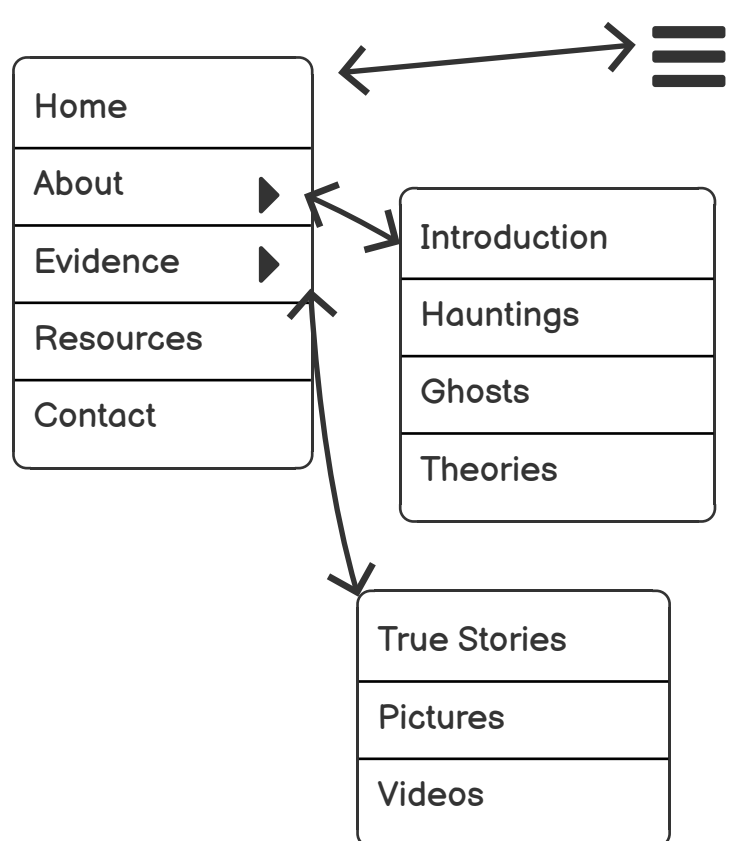 Home
About
Evidence
Resources
Contact
Introduction
Hauntings
Ghosts
Theories
True Stories
Pictures
Videos